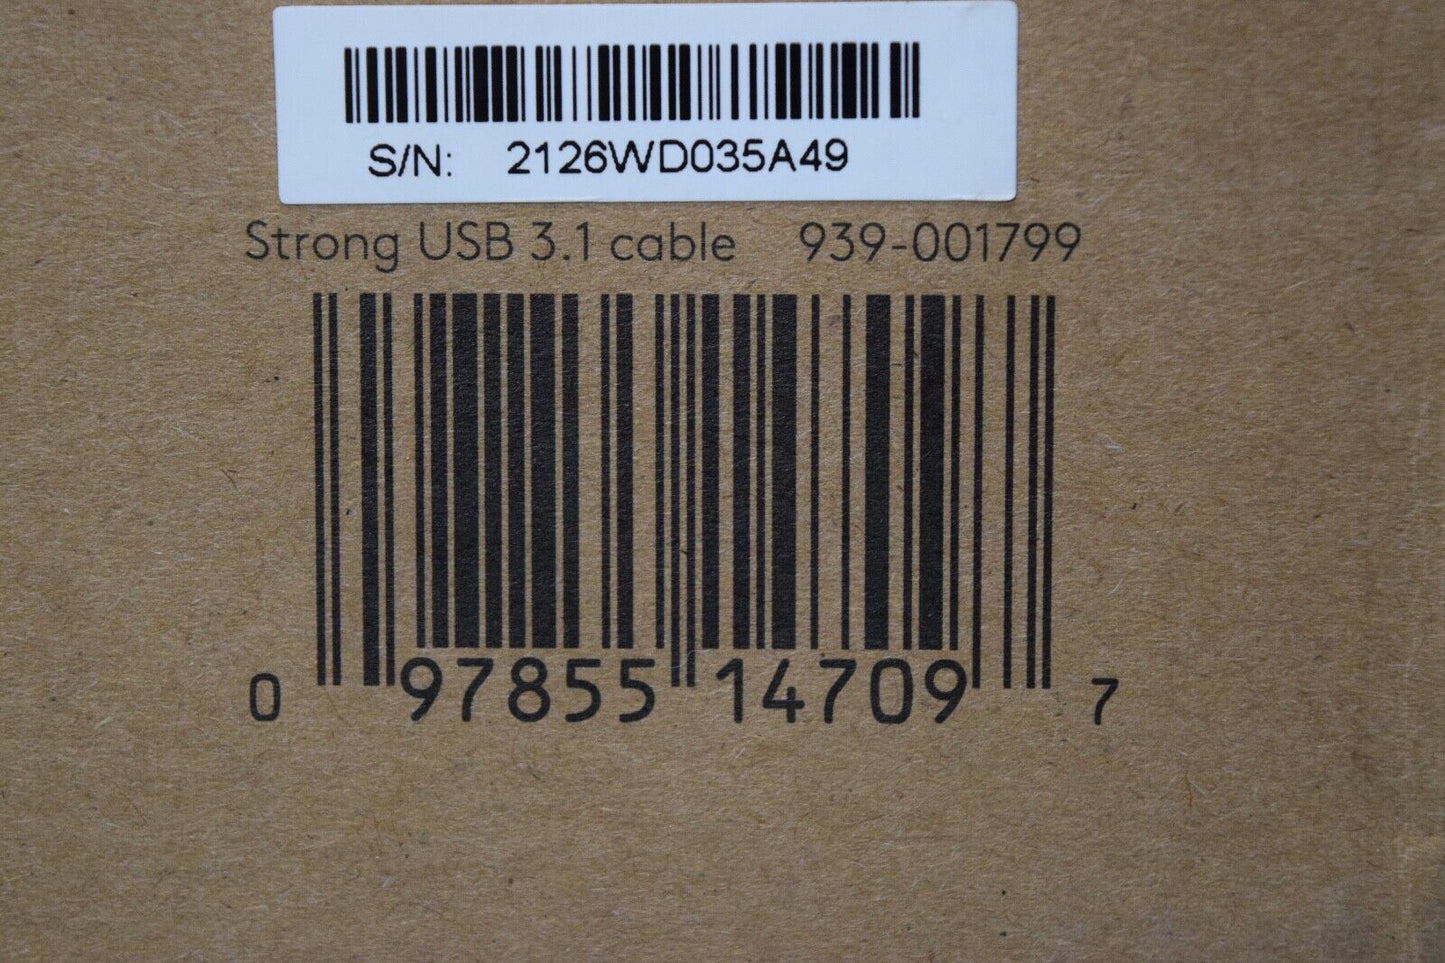 S/N: 2126WD035A49
Strong USB 3.1 cable 939-001799
0 97855 14709 7